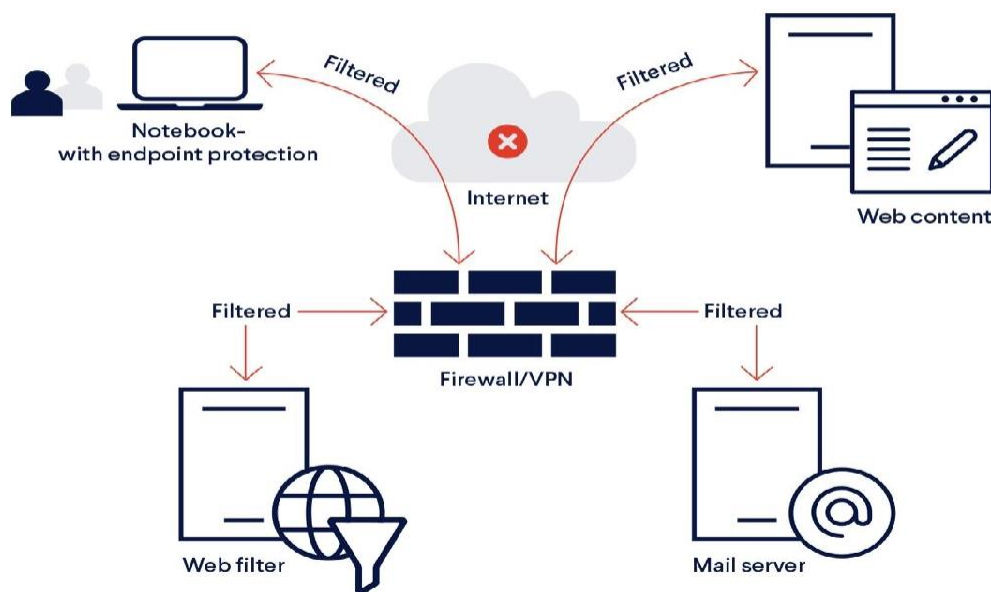 Filtered
Filtered
Notebook-
with endpoint protection
Internet
Web content
Filtered
Filtered
Firewall/VPN
Web filter
Mail server
@